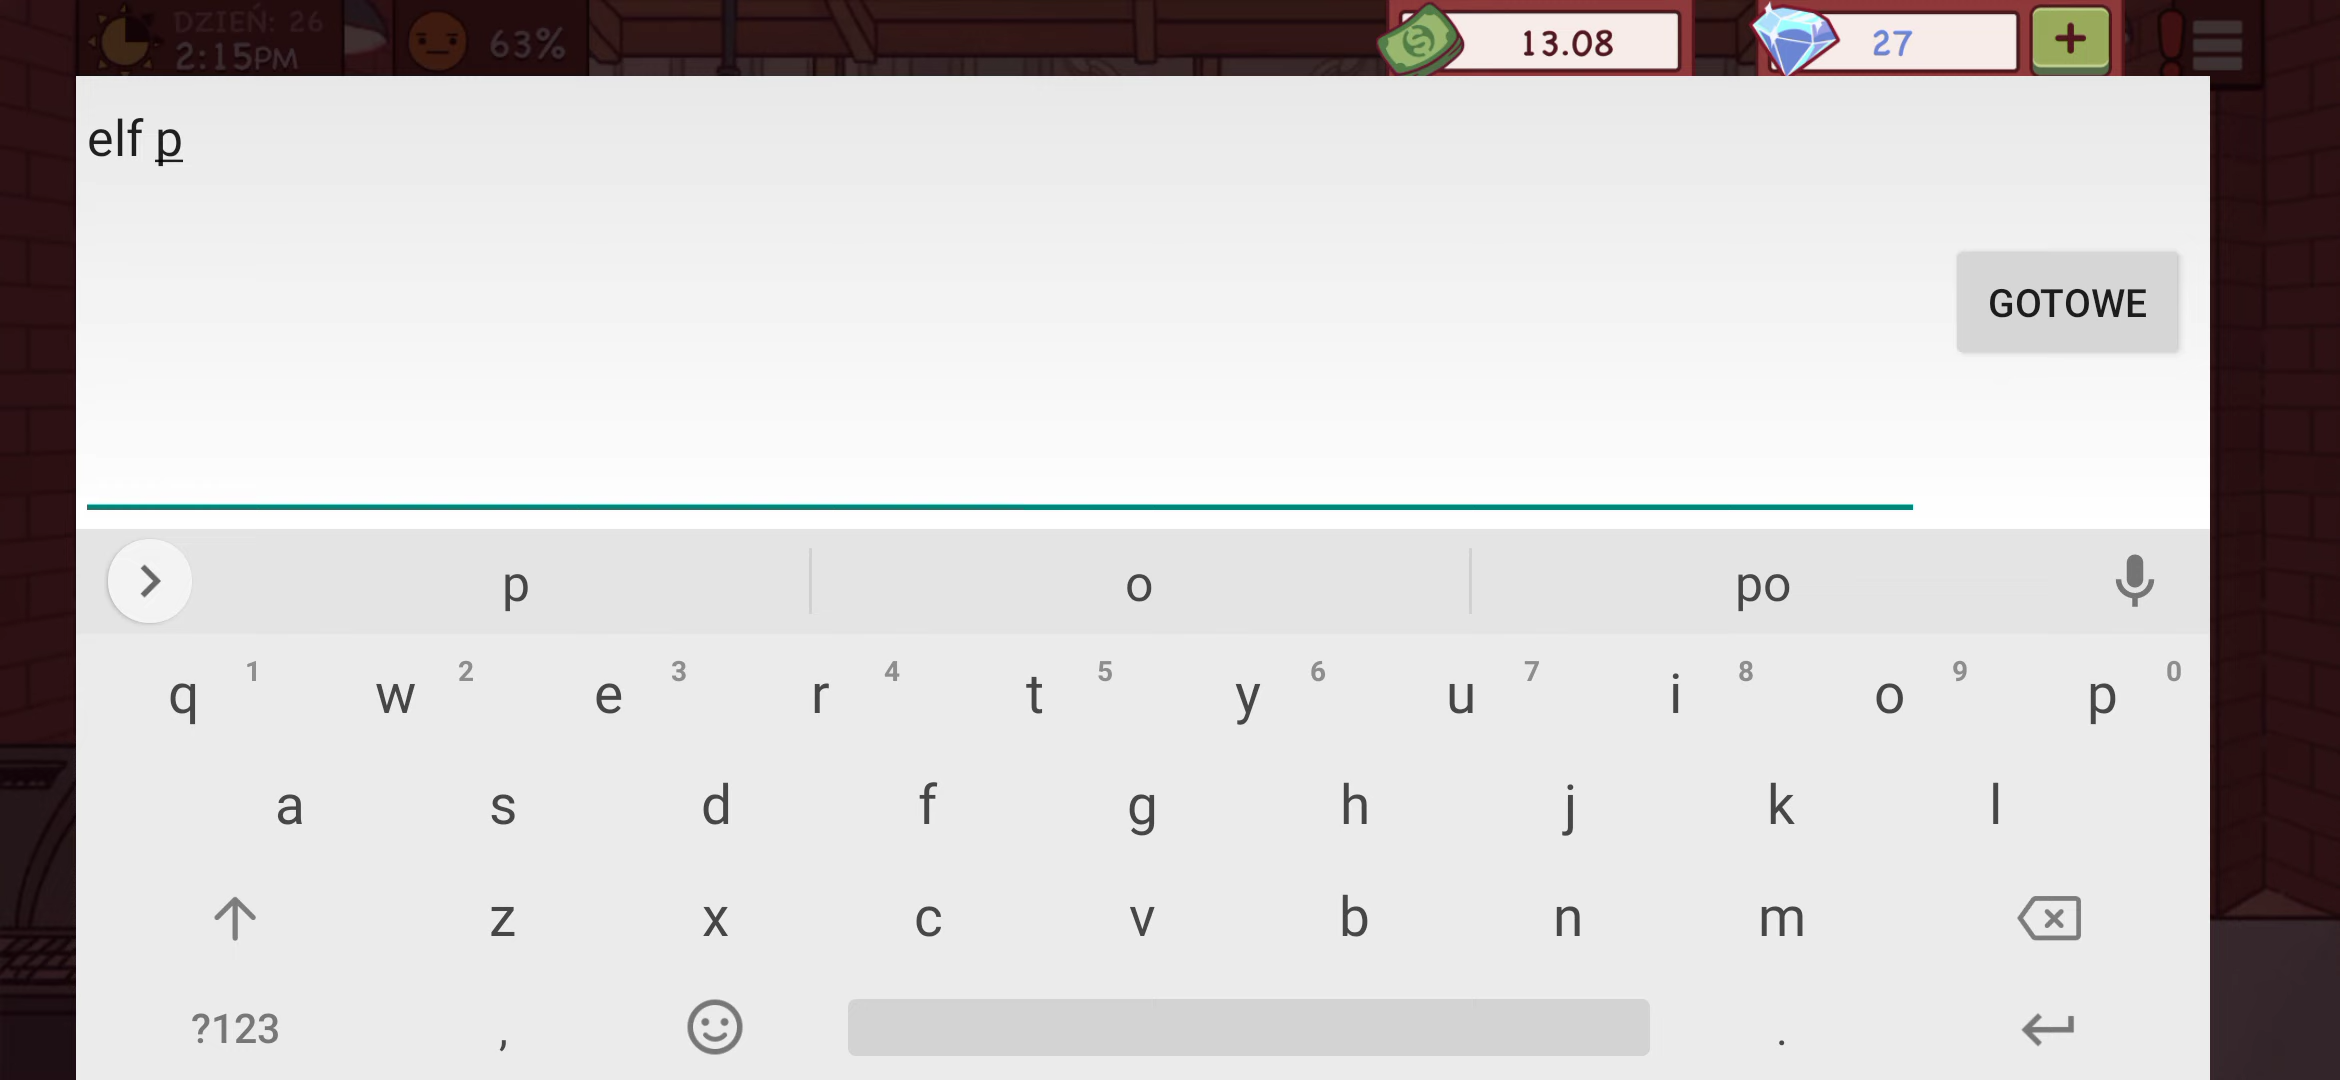 DZIEŃ: 26
2:15PM
63%
13.08
27
+
elf p
GOTOWE
p o po
q 1 w 2 e 3 r 4 t 5 y 6 u 7 i 8 o 9 p 0
a s d f g h j k l
z x c v b n m
?123 , .